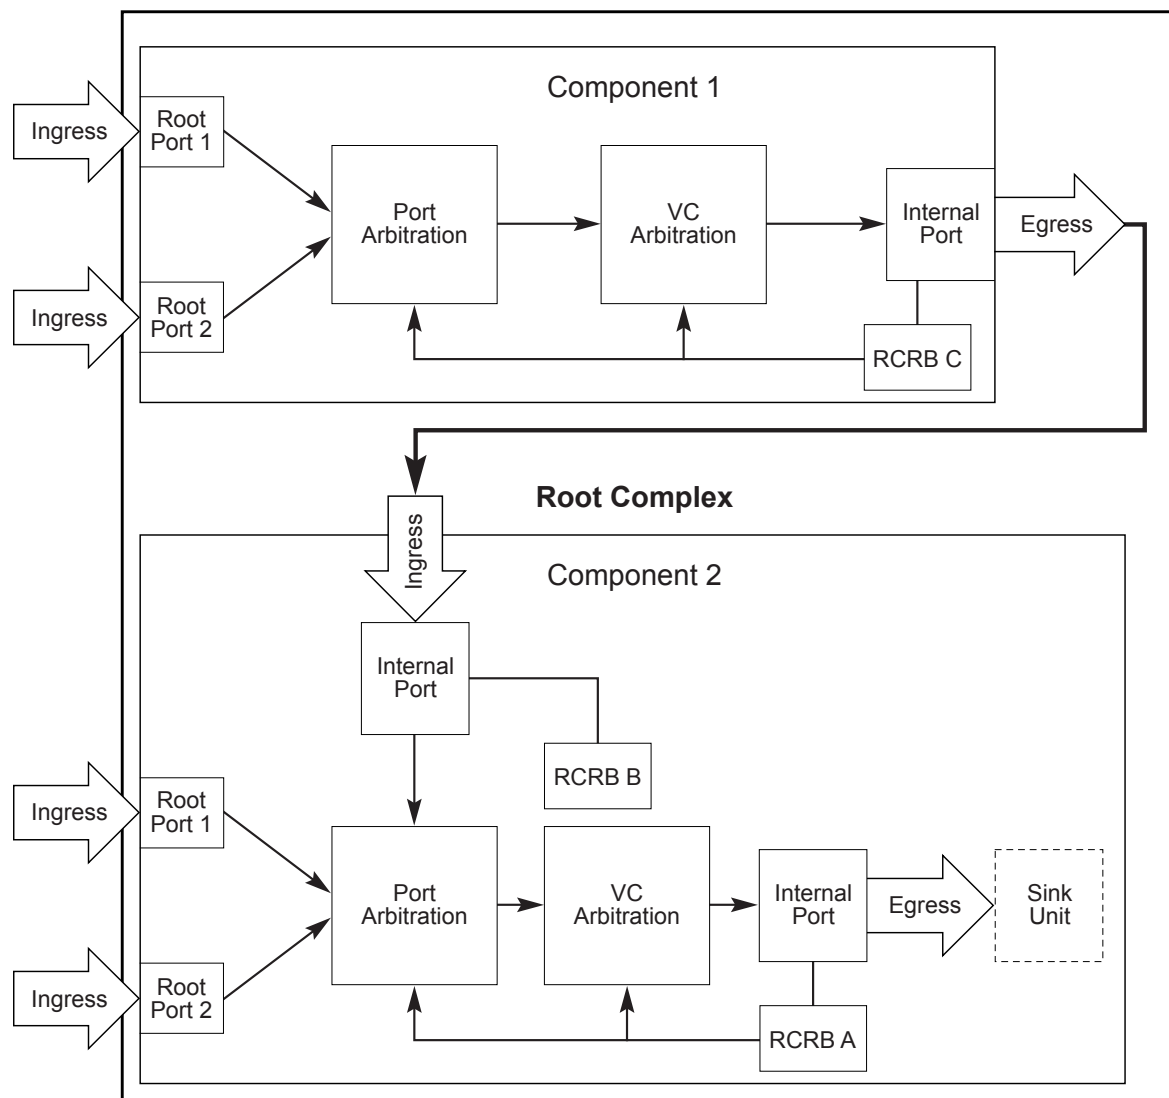 Component 1
Ingress
Root
Port 1
Port
Arbitration
VC
Arbitration
Internal
Port
Egress
Ingress
Root
Port 2
RCRB C
Root Complex
Ingress
Component 2
Internal
Port
RCRB B
Ingress
Root
Port 1
Port
Arbitration
VC
Arbitration
Internal
Port
Egress
Sink
Unit
Ingress
Root
Port 2
RCRB A